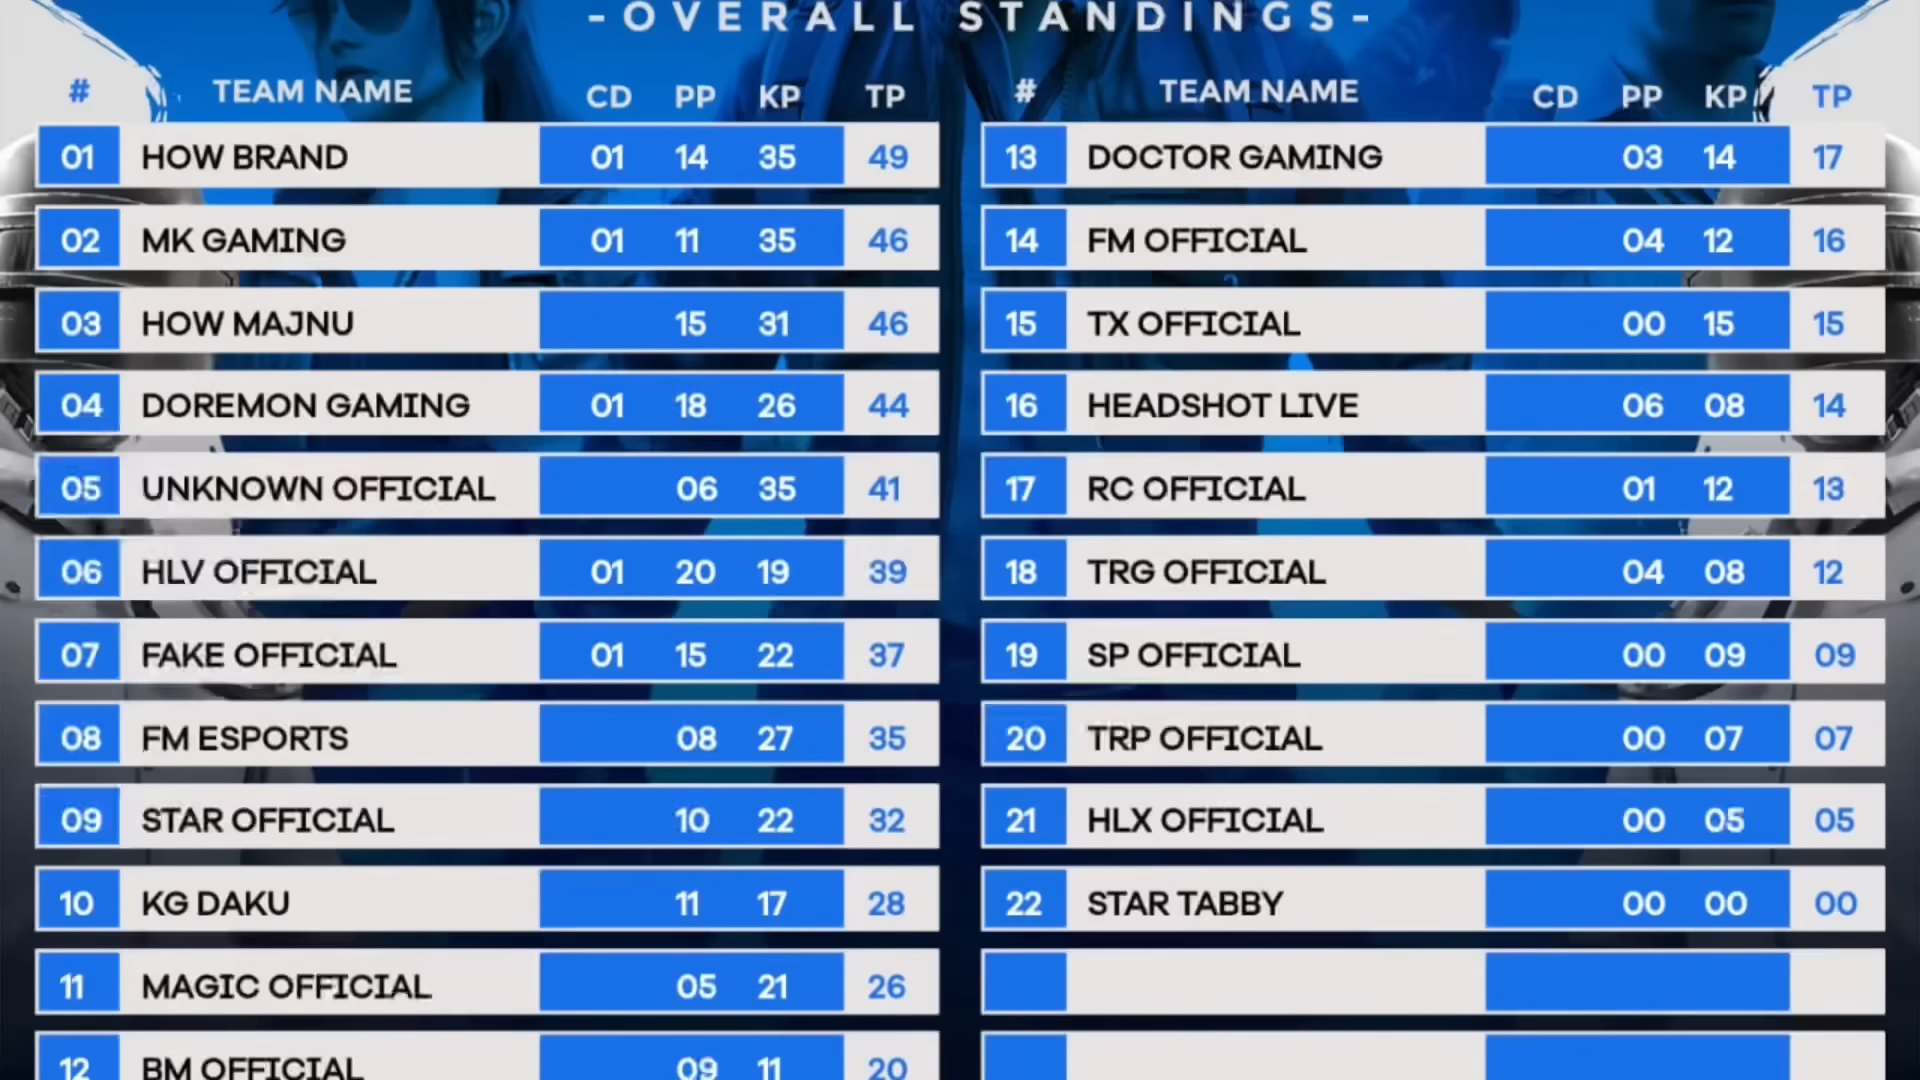 -OVERALL STANDINGS-
# TEAM NAME CD PP KP TP
01 HOW BRAND 01 14 35 49
02 MK GAMING 01 11 35 46
03 HOW MAJNU 15 31 46
04 DOREMON GAMING 01 18 26 44
05 UNKNOWN OFFICIAL 06 35 41
06 HLV OFFICIAL 01 20 19 39
07 FAKE OFFICIAL 01 15 22 37
08 FM ESPORTS 08 27 35
09 STAR OFFICIAL 10 22 32
10 KG DAKU 11 17 28
11 MAGIC OFFICIAL 05 21 26
12 BM OFFICIAL 09 11 20
# TEAM NAME CD PP KP TP
13 DOCTOR GAMING 03 14 17
14 FM OFFICIAL 04 12 16
15 TX OFFICIAL 00 15 15
16 HEADSHOT LIVE 06 08 14
17 RC OFFICIAL 01 12 13
18 TRG OFFICIAL 04 08 12
19 SP OFFICIAL 00 09 09
20 TRP OFFICIAL 00 07 07
21 HLX OFFICIAL 00 05 05
22 STAR TABBY 00 00 00